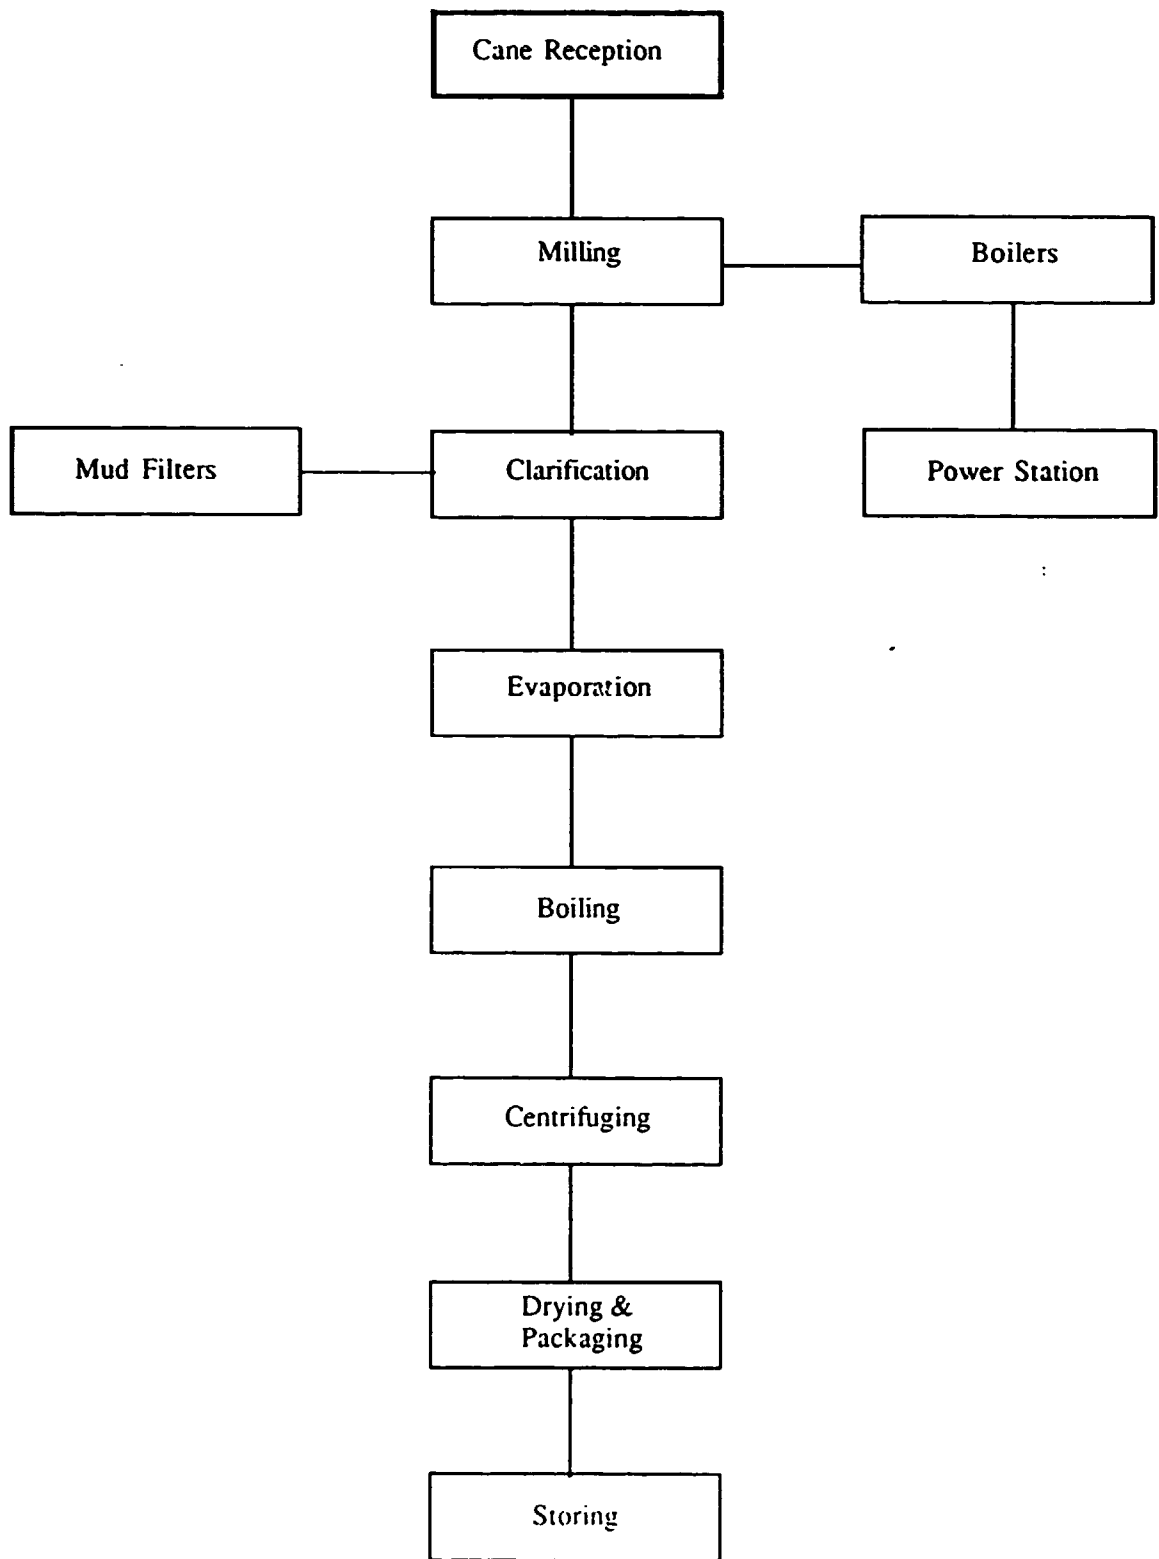 Cane Reception
Milling
Boilers
Mud Filters
Clarification
Power Station
Evaporation
Boiling
Centrifuging
Drying &
Packaging
Storing